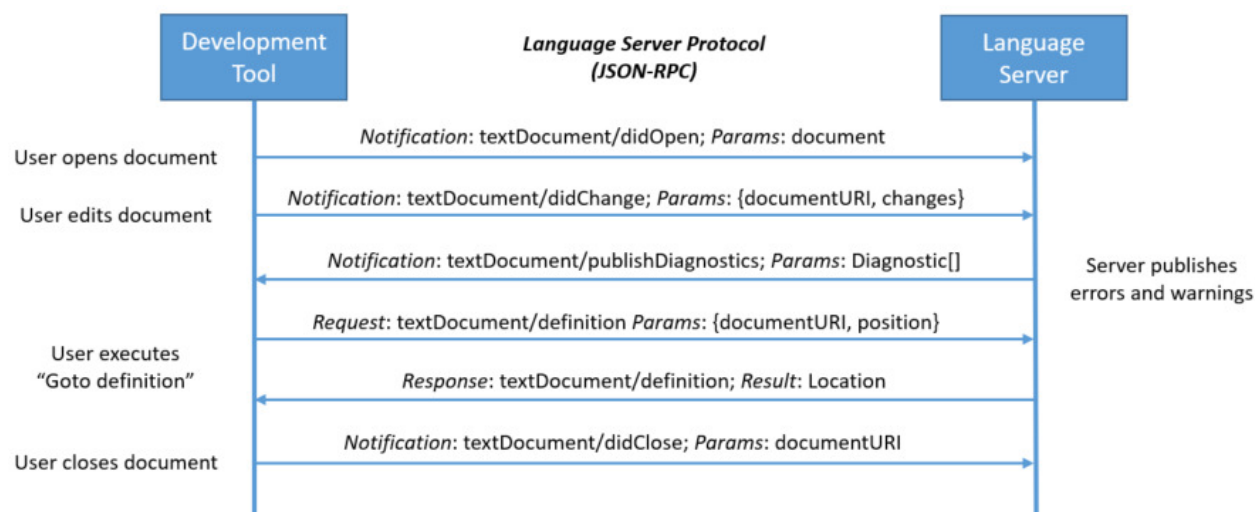 Development
Tool
Language Server Protocol
(JSON-RPC)
Language
Server
Notification: textDocument/didOpen; Params: document
User opens document
Notification: textDocument/didChange; Params: {documentURI, changes}
User edits document
Notification: textDocument/publishDiagnostics; Params: Diagnostic[]
Server publishes
errors and warnings
Request: textDocument/definition Params: {documentURI, position}
User executes
“Goto definition”
Response: textDocument/definition; Result: Location
Notification: textDocument/didClose; Params: documentURI
User closes document